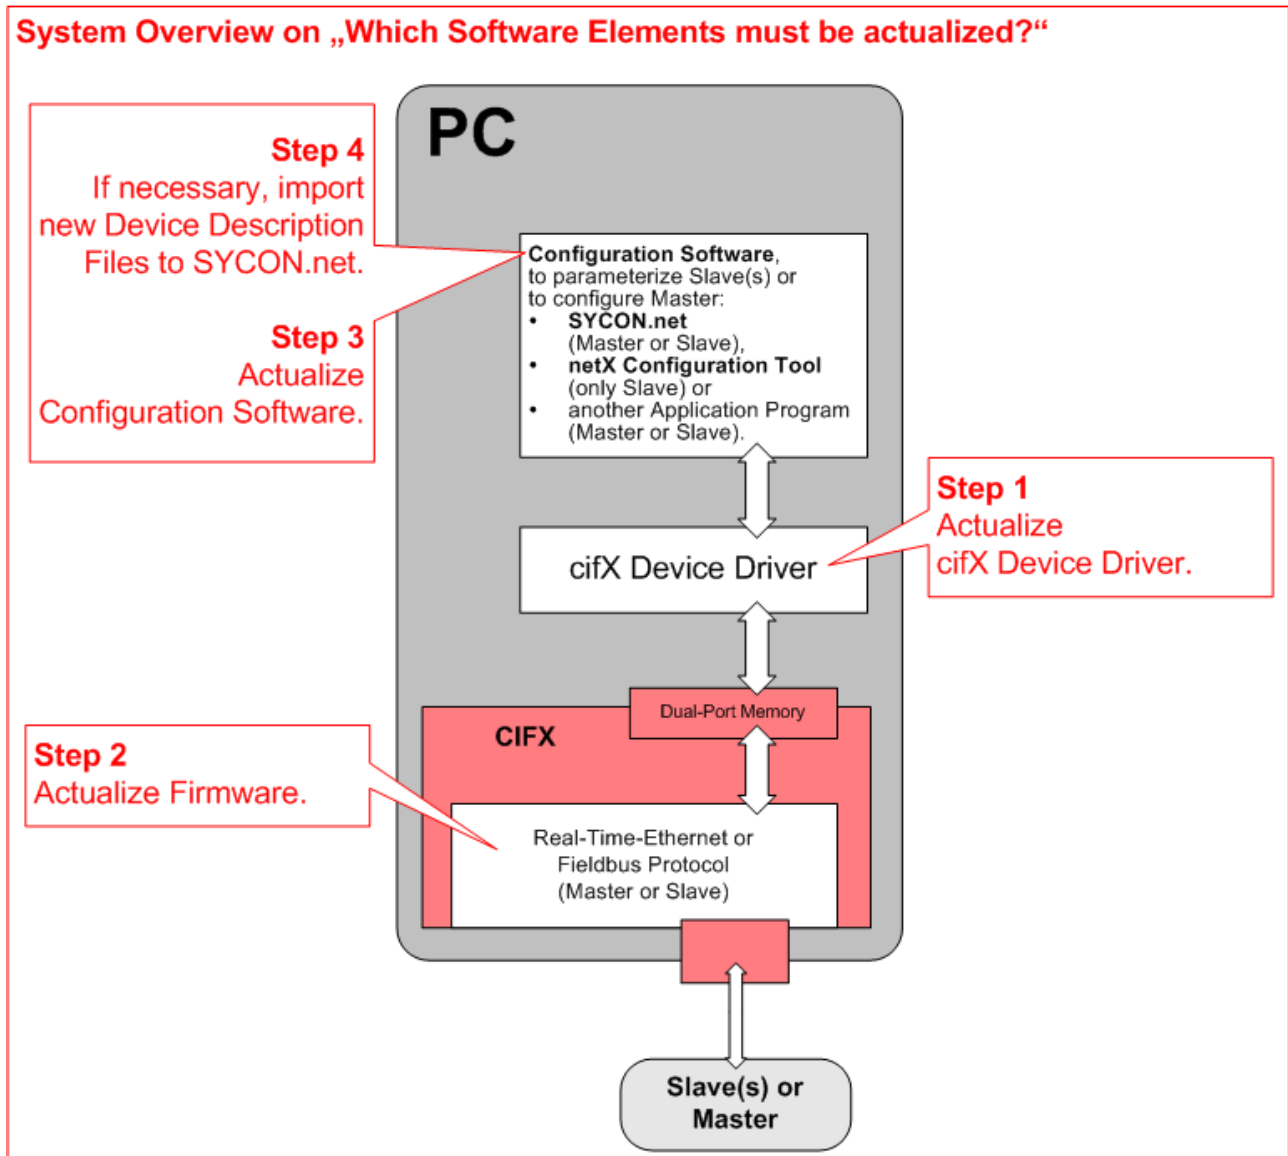 System Overview on „Which Software Elements must be actualized?“
PC
Step 4
If necessary, import
new Device Description
Files to SYCON.net.
Step 3
Actualize
Configuration Software.
Configuration Software,
to parameterize Slave(s) or
to configure Master:
• SYCON.net
(Master or Slave),
• netX Configuration Tool
(only Slave) or
• another Application Program
(Master or Slave).
Step 1
Actualize
cifX Device Driver.
cifX Device Driver
Dual-Port Memory
CIFX
Step 2
Actualize Firmware.
Real-Time-Ethernet or
Fieldbus Protocol
(Master or Slave)
Slave(s) or
Master